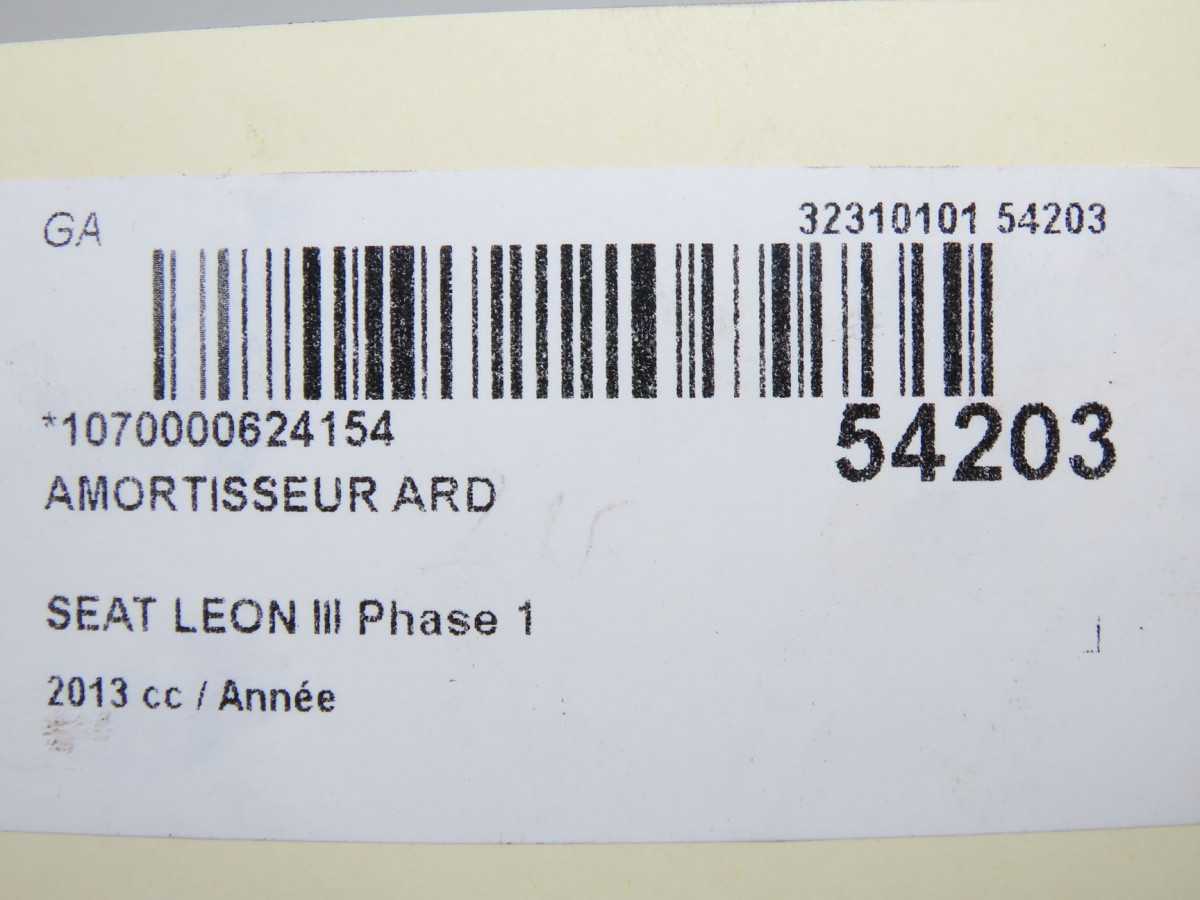 GA
32310101 54203
*1070000624154
54203
AMORTISSEUR ARD
SEAT LEON III Phase 1
2013 cc / Année